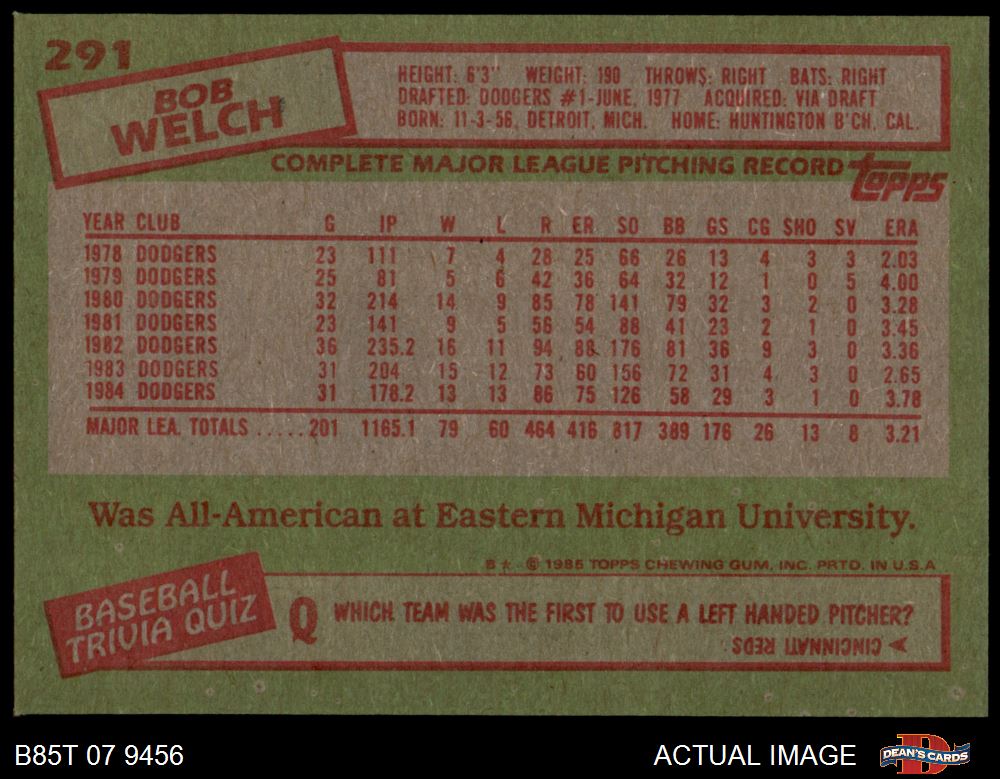 291
BOB
WELCH
HEIGHT: 6'3" WEIGHT: 190 THROWS: RIGHT BATS: RIGHT
DRAFTED: DODGERS #1-JUNE, 1977 ACQUIRED: VIA DRAFT
BORN: 11-3-56, DETROIT, MICH. HOME: HUNTINGTON B'CH, CAL.
COMPLETE MAJOR LEAGUE PITCHING RECORD
topps
YEAR CLUB G IP W L R ER SO BB GS CG SHO SV ERA
1978 DODGERS 23 111 7 4 28 25 66 26 13 4 3 3 2.03
1979 DODGERS 25 81 5 6 42 36 64 32 12 1 0 5 4.00
1980 DODGERS 32 214 14 9 85 78 141 79 32 3 2 0 3.28
1981 DODGERS 23 141 9 5 56 54 88 41 23 2 1 0 3.45
1982 DODGERS 36 235.2 16 11 94 88 176 81 36 9 3 0 3.36
1983 DODGERS 31 204 15 12 73 60 156 72 31 4 3 0 2.65
1984 DODGERS 31 178.2 13 13 86 75 126 58 29 3 1 0 3.78
MAJOR LEA. TOTALS .....201 1165.1 79 60 464 416 817 389 176 26 13 8 3.21
Was All-American at Eastern Michigan University.
B★ - © 1985 TOPPS CHEWING GUM, INC. PRTD. IN U.S.A
BASEBALL
TRIVIA QUIZ
Q WHICH TEAM WAS THE FIRST TO USE A LEFT HANDED PITCHER?
CINCINNATI REDS
B85T 07 9456
ACTUAL IMAGE
D
DEAN'S CARDS